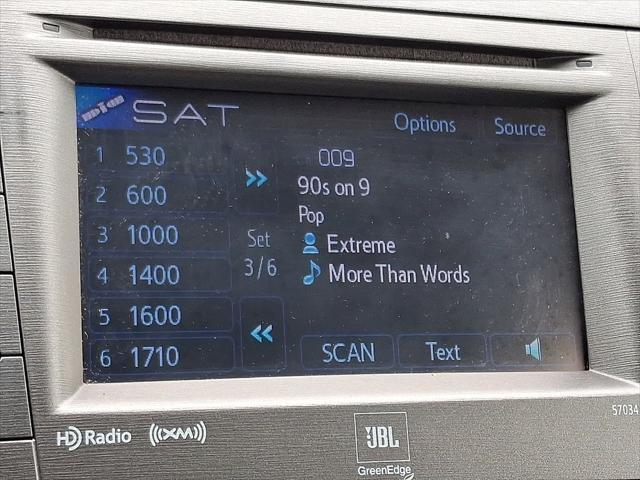 SAT
Options Source
1 530
2 600
3 1000
4 1400
5 1600
6 1710
Set
3/6
009
90s on 9
Pop
Extreme
More Than Words
SCAN Text
HD Radio
((XM))
JBL
GreenEdge
57034